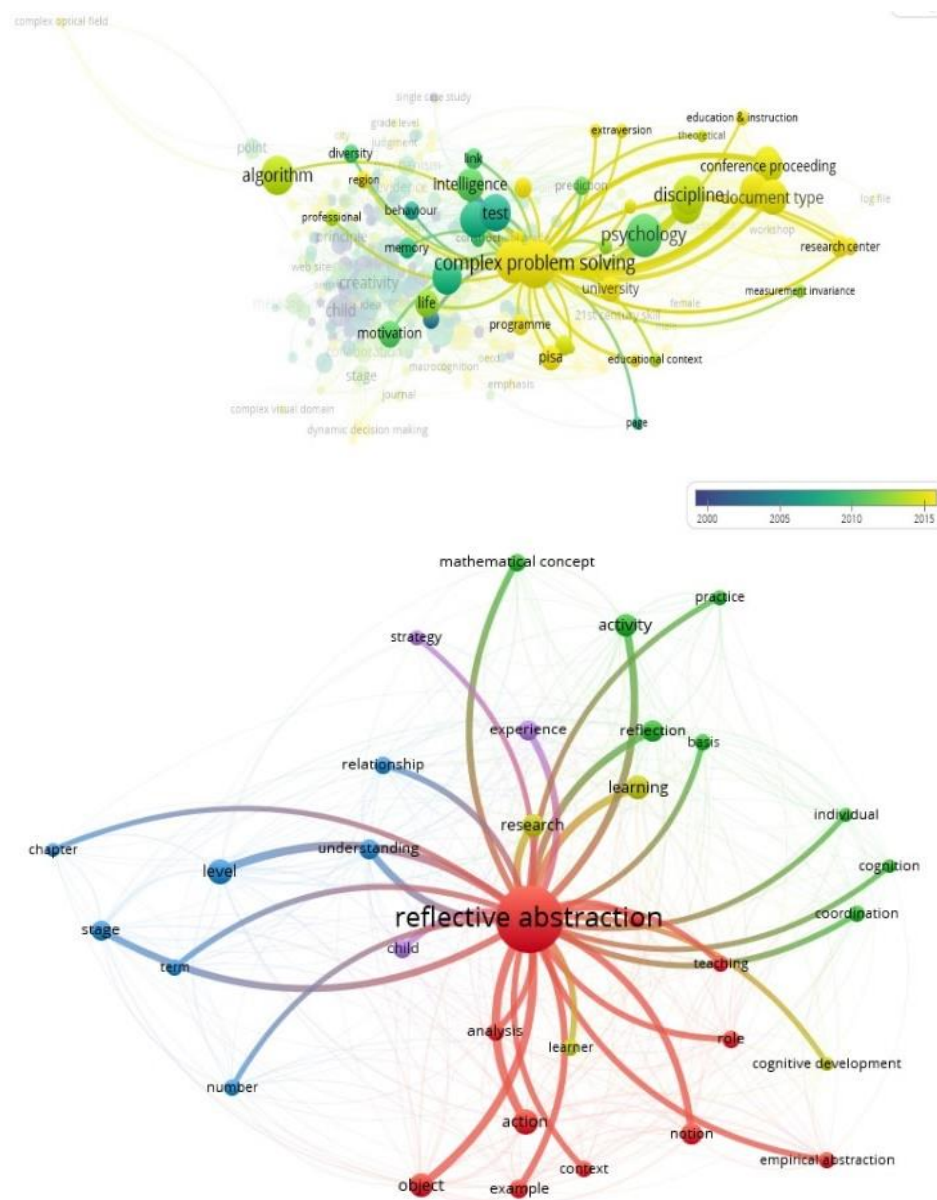 complex optical field
single case study
grade level
education & instruction
extraversion
theoretical
city
judgment
point
diversity
link
conference proceeding
algorithm
region
intelligence
prediction
discipline
document type
log file
professional
behaviour
test
principle
psychology
workshop
memory
research center
web site
complex problem solving
creativity
university
measurement invariance
child
idea
life
21st century skill
female
motivation
programme
pisa
oecd
educational context
stage
macrocognition
emphasis
journal
complex visual domain
page
dynamic decision making
2000 2005 2010 2015
mathematical concept
practice
strategy
activity
experience
reflection
basis
relationship
learning
research
individual
chapter
understanding
level
cognition
reflective abstraction
coordination
stage
child
term
teaching
analysis
learner
role
cognitive development
number
action
notion
context
empirical abstraction
object
example